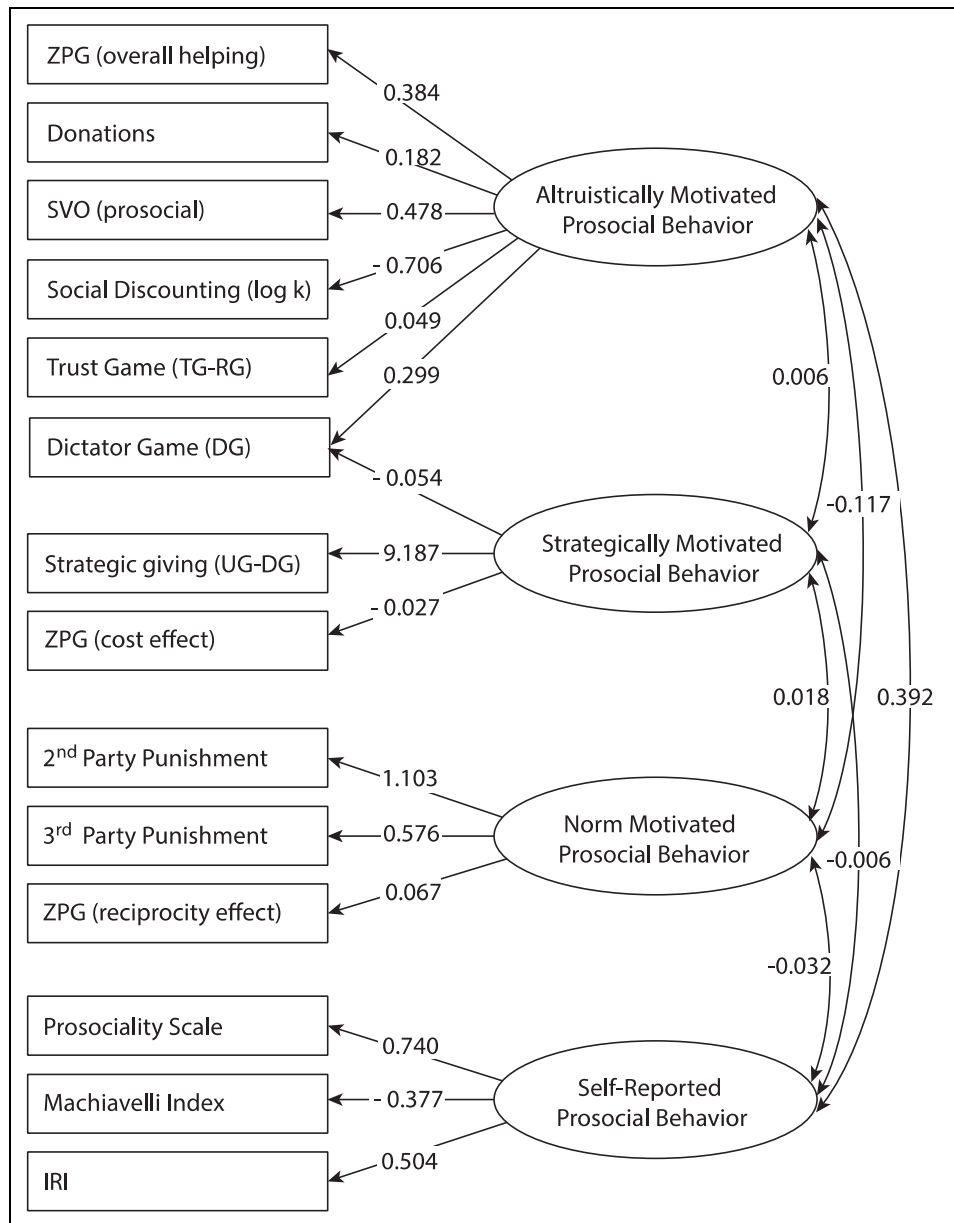 ZPG (overall helping)
0.384
Donations
0.182
SVO (prosocial)
0.478
Altruistically Motivated
Prosocial Behavior
- 0.706
Social Discounting (log k)
0.049
Trust Game (TG-RG)
0.299
0.006
Dictator Game (DG)
- 0.054
-0.117
Strategic giving (UG-DG)
9.187
Strategically Motivated
Prosocial Behavior
- 0.027
ZPG (cost effect)
0.018
0.392
2nd Party Punishment
1.103
3rd Party Punishment
0.576
Norm Motivated
Prosocial Behavior
-0.006
0.067
ZPG (reciprocity effect)
-0.032
Prosociality Scale
0.740
Machiavelli Index
- 0.377
Self-Reported
Prosocial Behavior
0.504
IRI